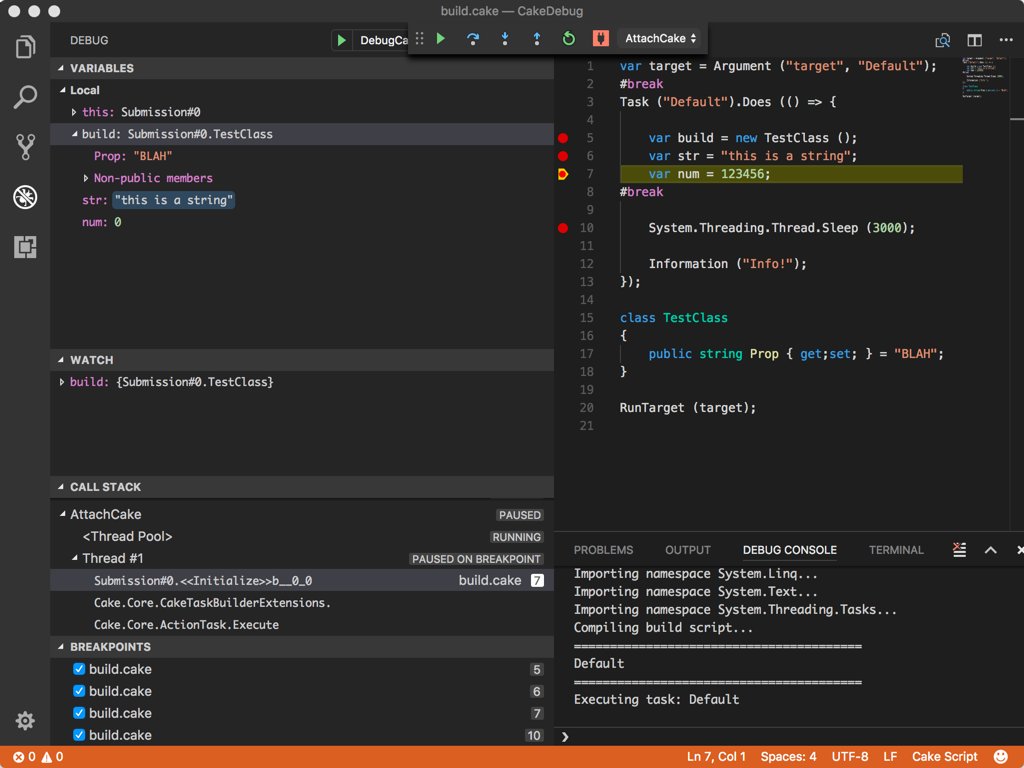 build.cake — CakeDebug
DEBUG
DebugCa
AttachCake
VARIABLES
Local
this: Submission#0
build: Submission#0.TestClass
Prop: "BLAH"
Non-public members
str: "this is a string"
num: 0
WATCH
build: {Submission#0.TestClass}
CALL STACK
AttachCake PAUSED
<Thread Pool> RUNNING
Thread #1 PAUSED ON BREAKPOINT
Submission#0.<<Initialize>>b__0_0 build.cake 7
Cake.Core.CakeTaskBuilderExtensions.
Cake.Core.ActionTask.Execute
BREAKPOINTS
build.cake 5
build.cake 6
build.cake 7
build.cake 10
1 var target = Argument ("target", "Default");
2 #break
3 Task ("Default").Does (() => {
4
5 var build = new TestClass ();
6 var str = "this is a string";
7 var num = 123456;
8 #break
9
10 System.Threading.Thread.Sleep (3000);
11
12 Information ("Info!");
13 });
14
15 class TestClass
16 {
17 public string Prop { get;set; } = "BLAH";
18 }
19
20 RunTarget (target);
21
PROBLEMS OUTPUT DEBUG CONSOLE TERMINAL
Importing namespace System.Linq...
Importing namespace System.Text...
Importing namespace System.Threading.Tasks...
Compiling build script...
========================================
Default
========================================
Executing task: Default
0 0 Ln 7, Col 1 Spaces: 4 UTF-8 LF Cake Script